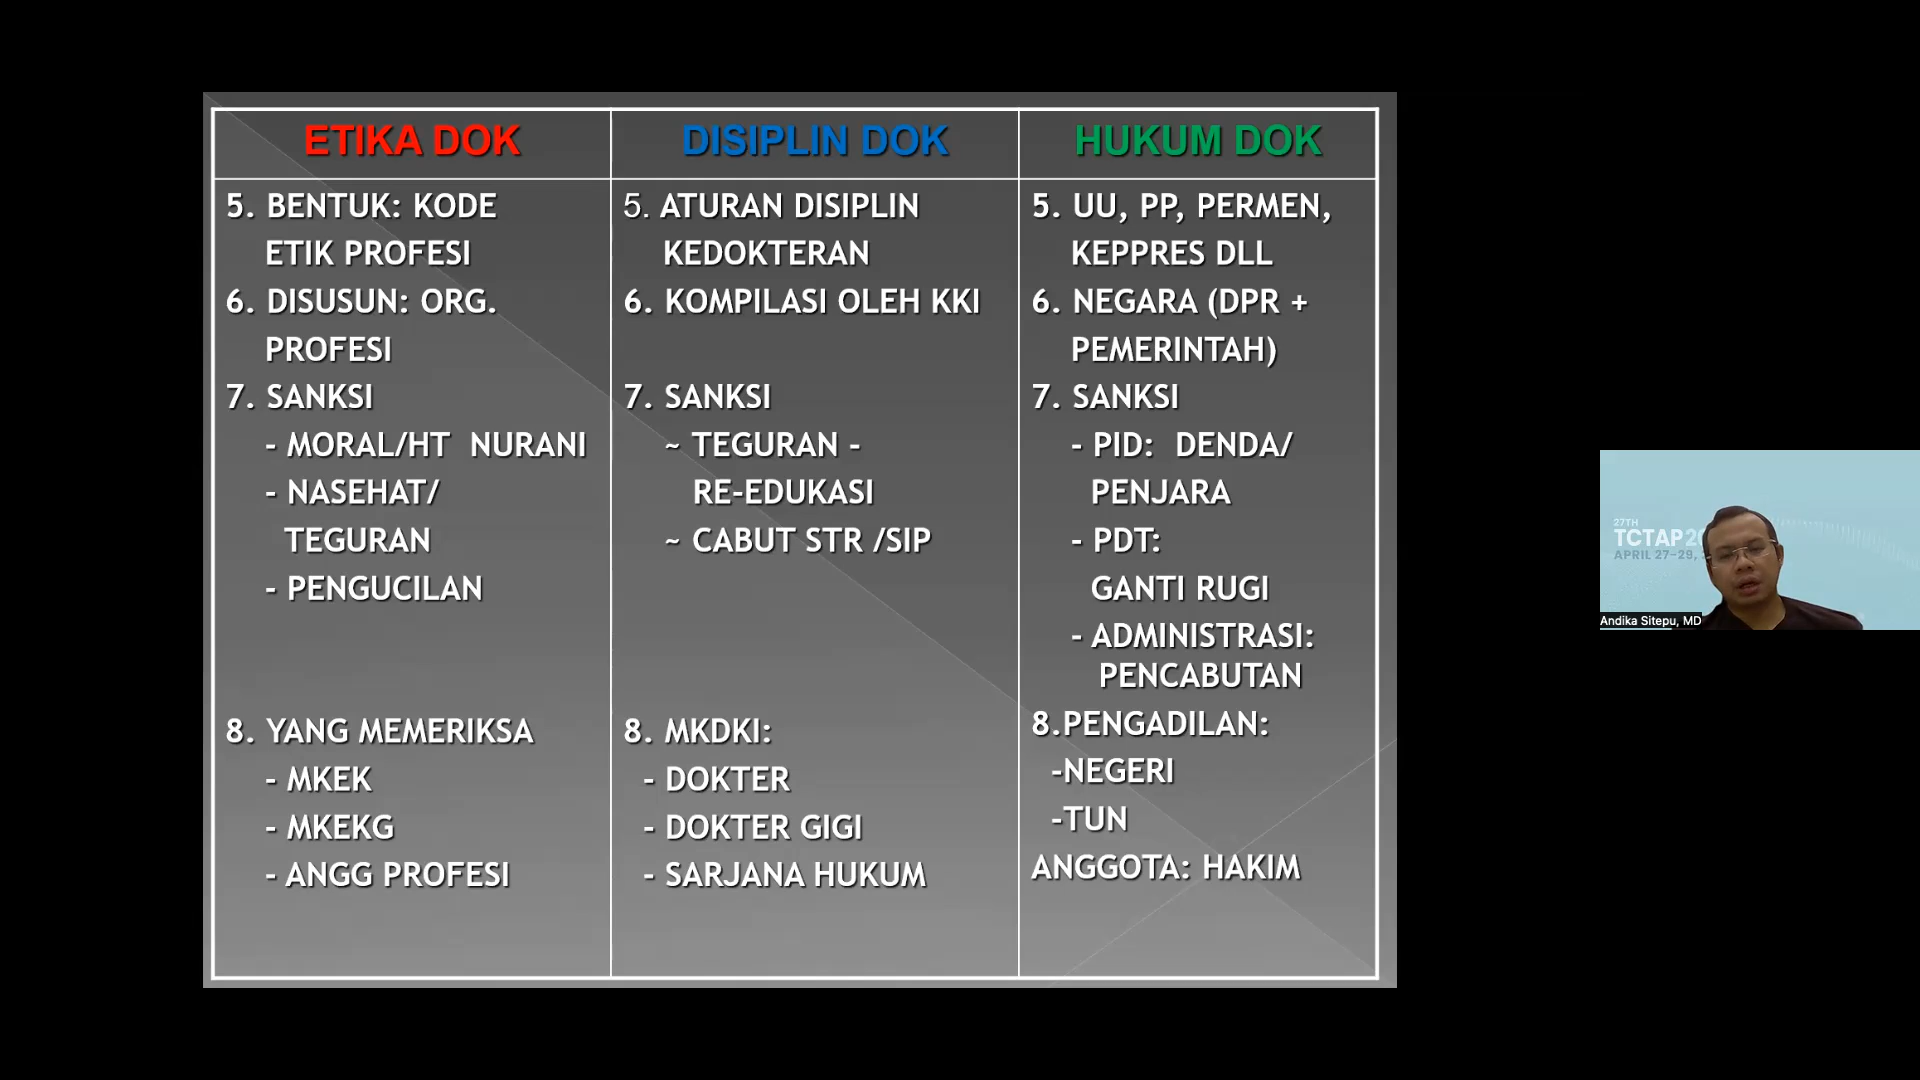 ETIKA DOK
5. BENTUK: KODE
ETIK PROFESI
6. DISUSUN: ORG.
PROFESI
7. SANKSI
- MORAL/HT NURANI
- NASEHAT/
TEGURAN
- PENGUCILAN
8. YANG MEMERIKSA
- MKEK
- MKEKG
- ANGG PROFESI
DISIPLIN DOK
5. ATURAN DISIPLIN
KEDOKTERAN
6. KOMPILASI OLEH KKI
7. SANKSI
~ TEGURAN -
RE-EDUKASI
~ CABUT STR /SIP
8. MKDKI:
- DOKTER
- DOKTER GIGI
- SARJANA HUKUM
HUKUM DOK
5. UU, PP, PERMEN,
KEPPRES DLL
6. NEGARA (DPR +
PEMERINTAH)
7. SANKSI
- PID: DENDA/
PENJARA
- PDT:
GANTI RUGI
- ADMINISTRASI:
PENCABUTAN
8.PENGADILAN:
-NEGERI
-TUN
ANGGOTA: HAKIM
27TH
TCTAP
APRIL 27-29,
Andika Sitepu, MD